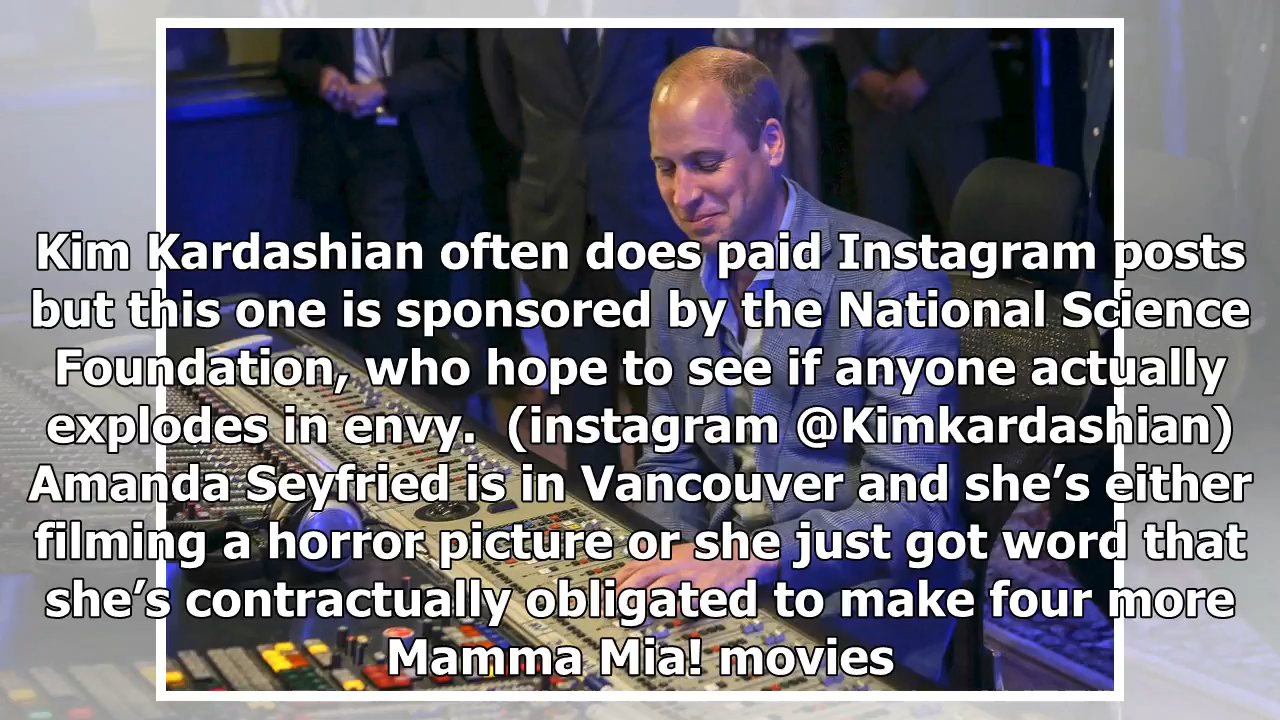 Kim Kardashian often does paid Instagram posts
but this one is sponsored by the National Science
Foundation, who hope to see if anyone actually
explodes in envy.  (instagram @Kimkardashian)
Amanda Seyfried is in Vancouver and she’s either
filming a horror picture or she just got word that
she’s contractually obligated to make four more
Mamma Mia! movies